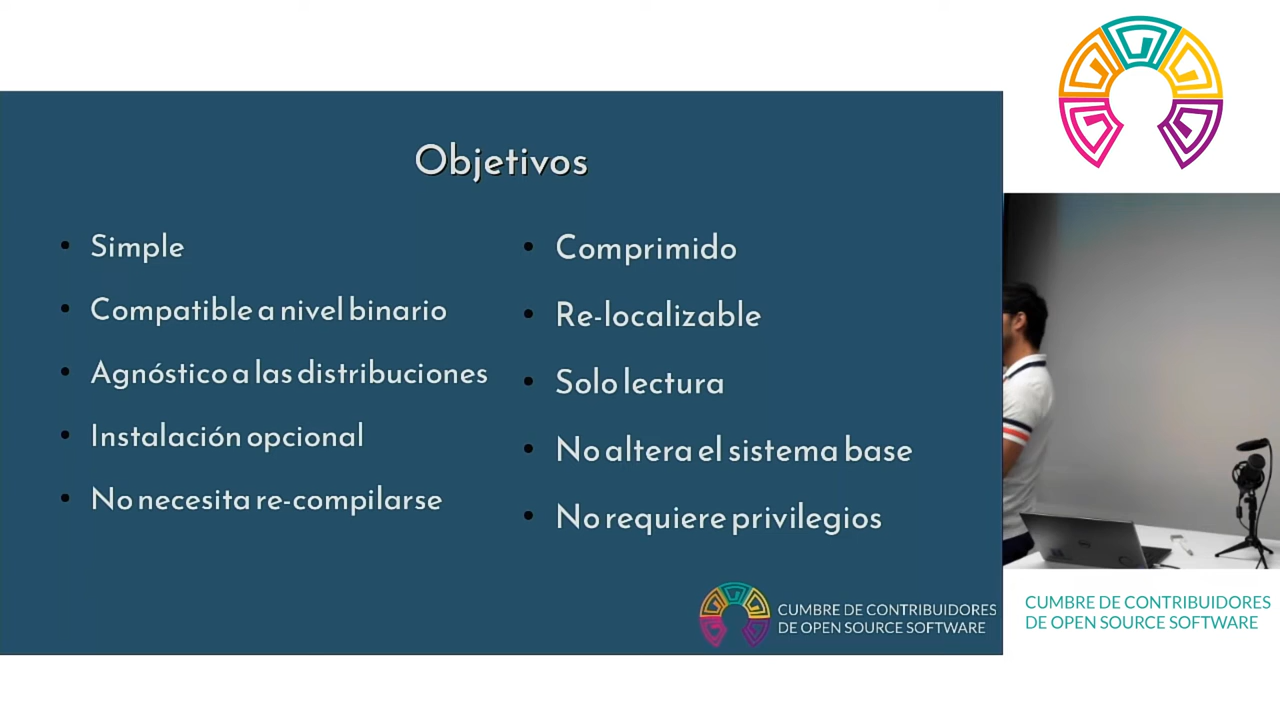 Objetivos
Simple
Compatible a nivel binario
Agnóstico a las distribuciones
Instalación opcional
No necesita re-compilarse
Comprimido
Re-localizable
Solo lectura
No altera el sistema base
No requiere privilegios
CUMBRE DE CONTRIBUIDORES
DE OPEN SOURCE SOFTWARE
CUMBRE DE CONTRIBUIDORES
DE OPEN SOURCE SOFTWARE